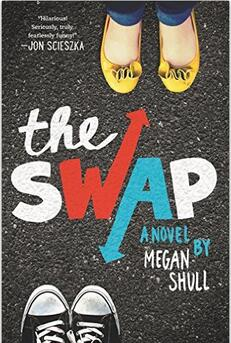 "Hilarious!
Seriously, truly,
fearlessly funny!"
—JON SCIESZKA
the
SWAP
A NOVEL BY
MEGAN
SHULL